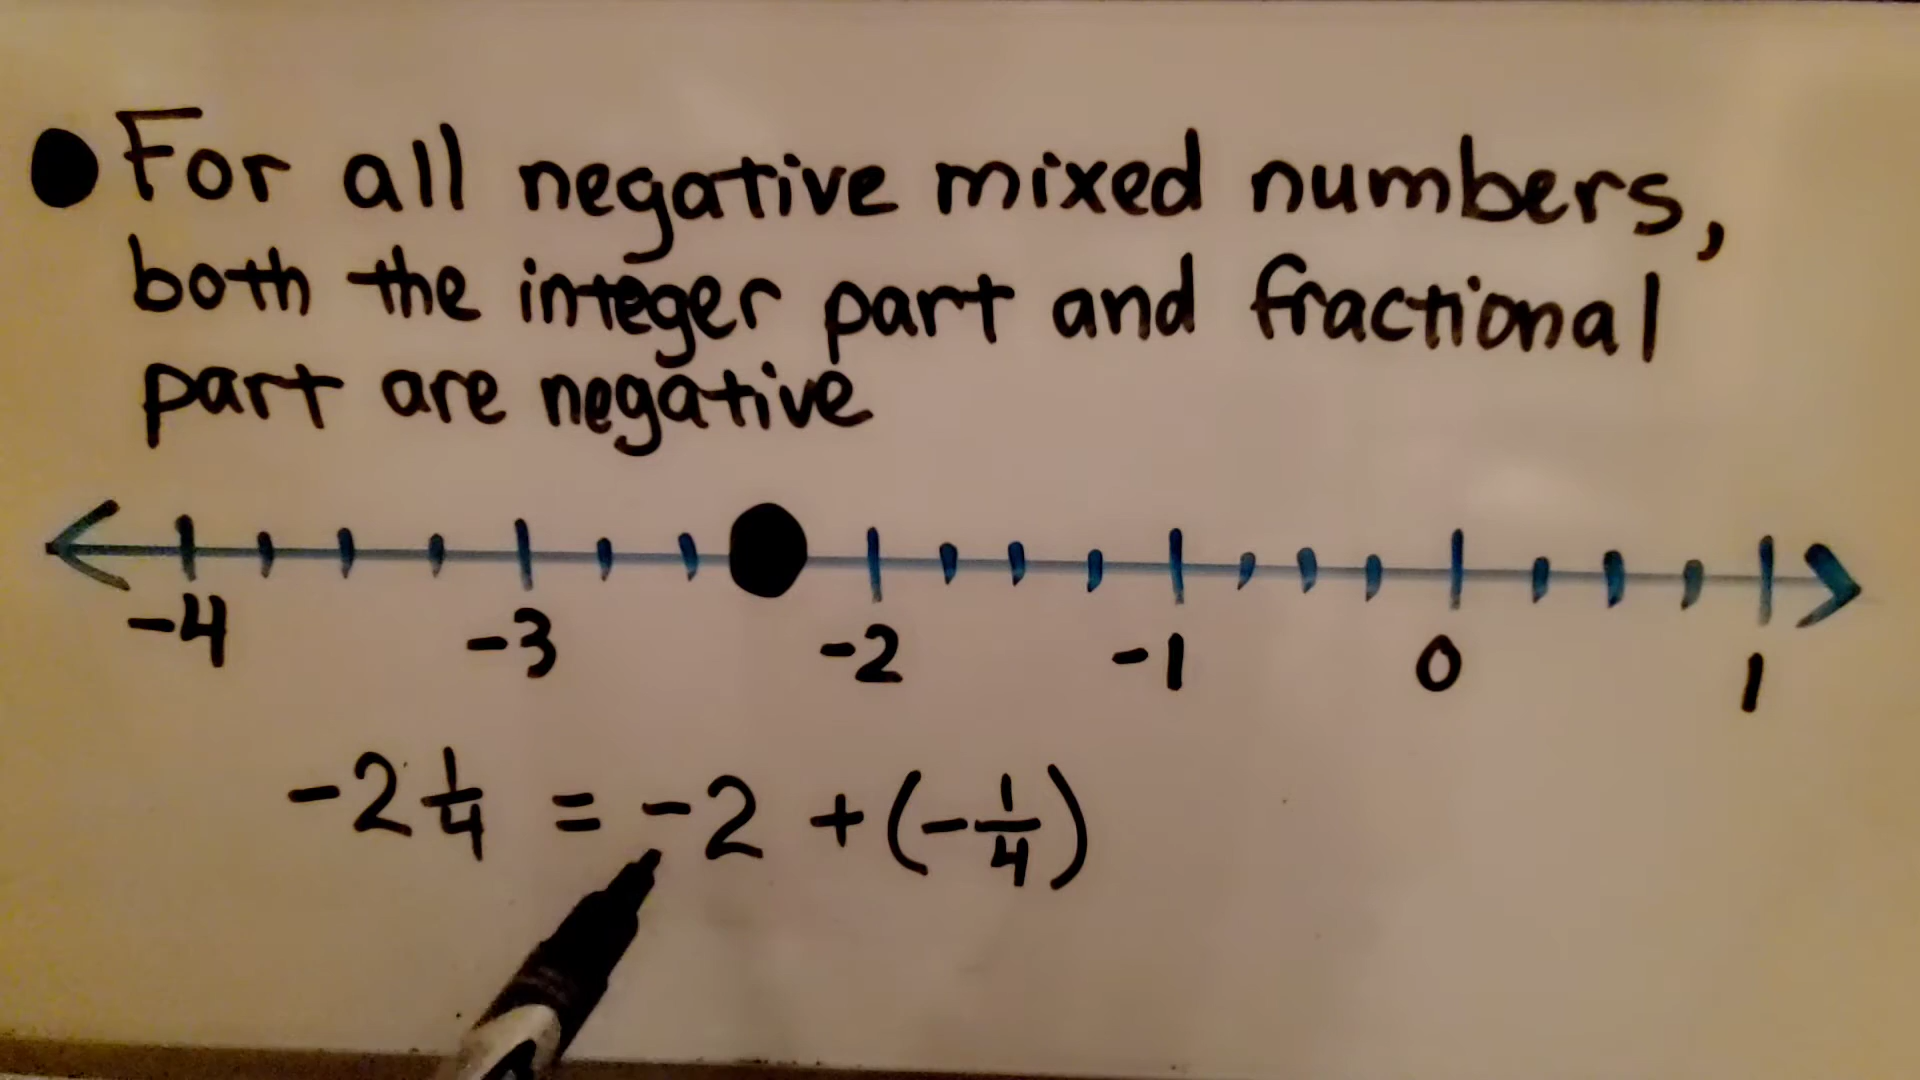 For all negative mixed numbers,
both the integer part and fractional
part are negative
-4 -3 -2 -1 0 1
-2 1/4 = -2 + (-1/4)